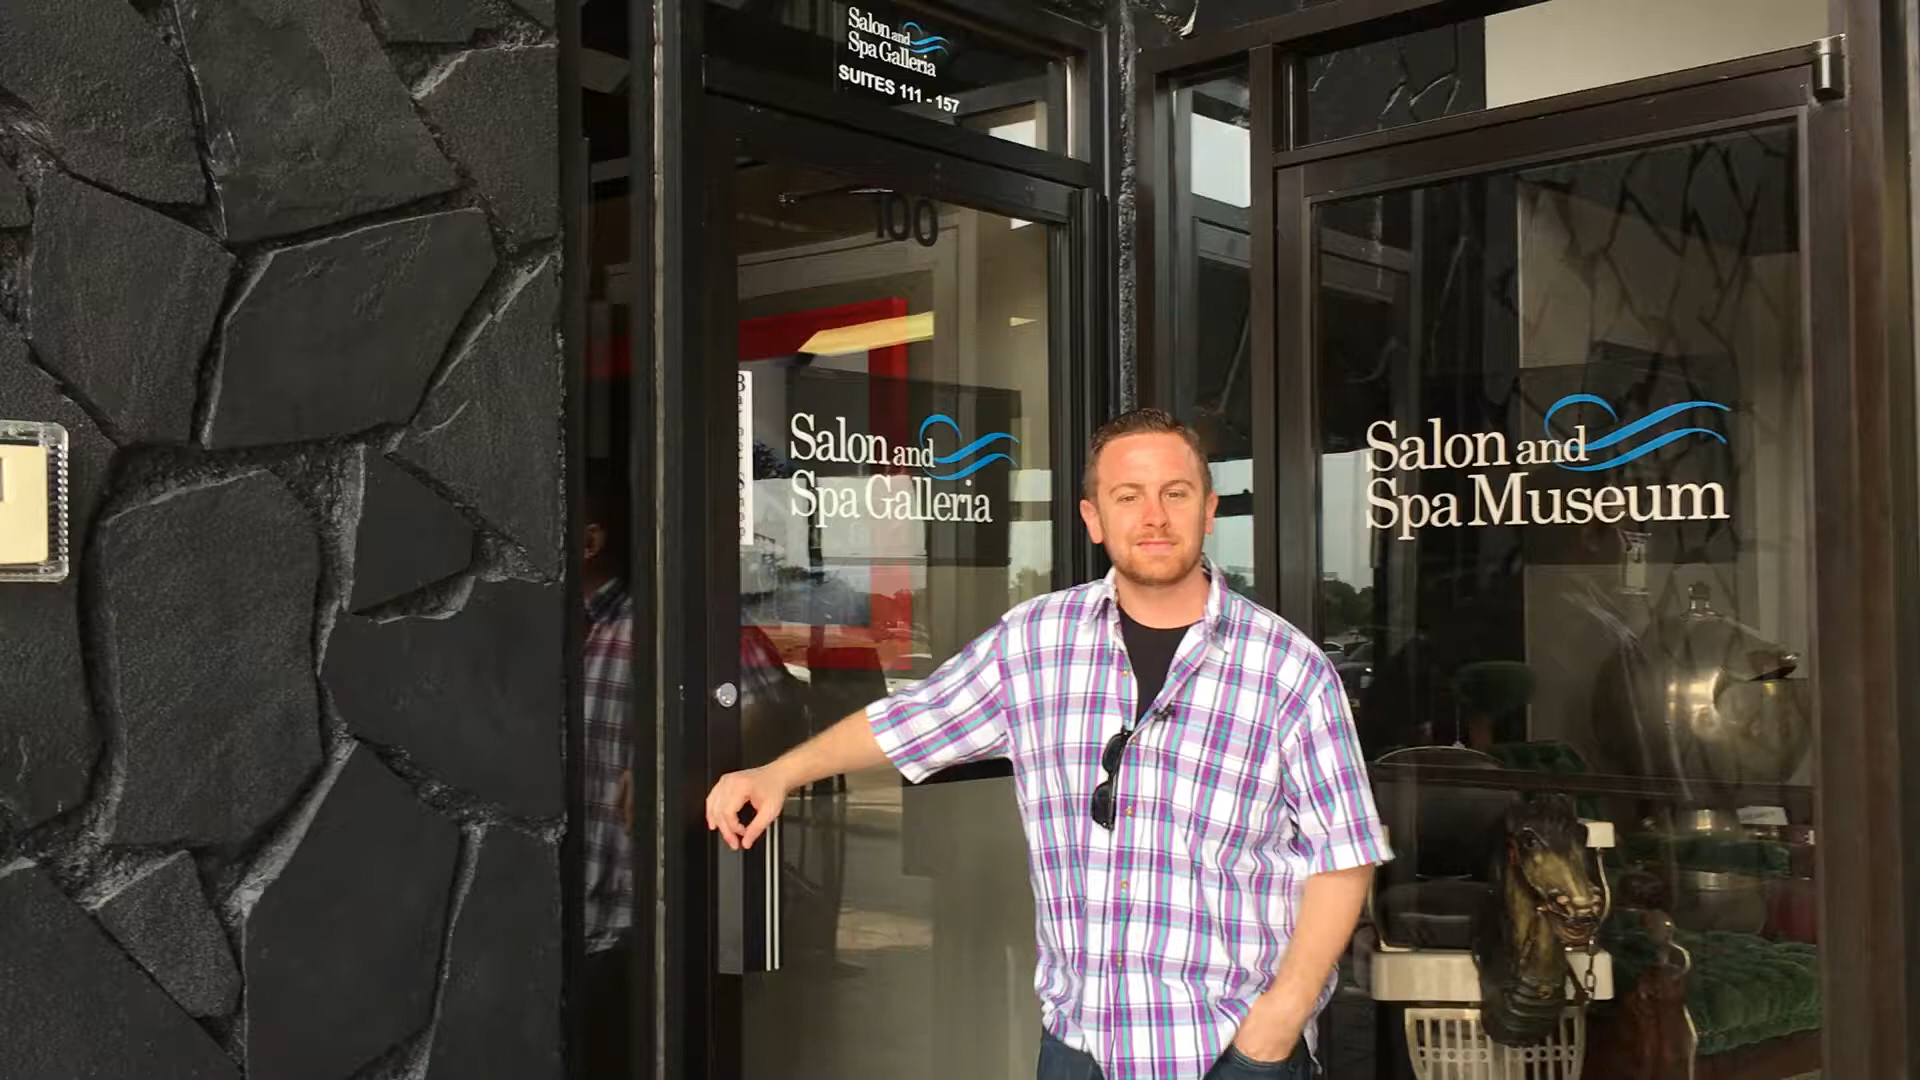 Salon and
Spa Galleria
SUITES 111 - 157
100
Salon and
Spa Galleria
Salon and
Spa Museum